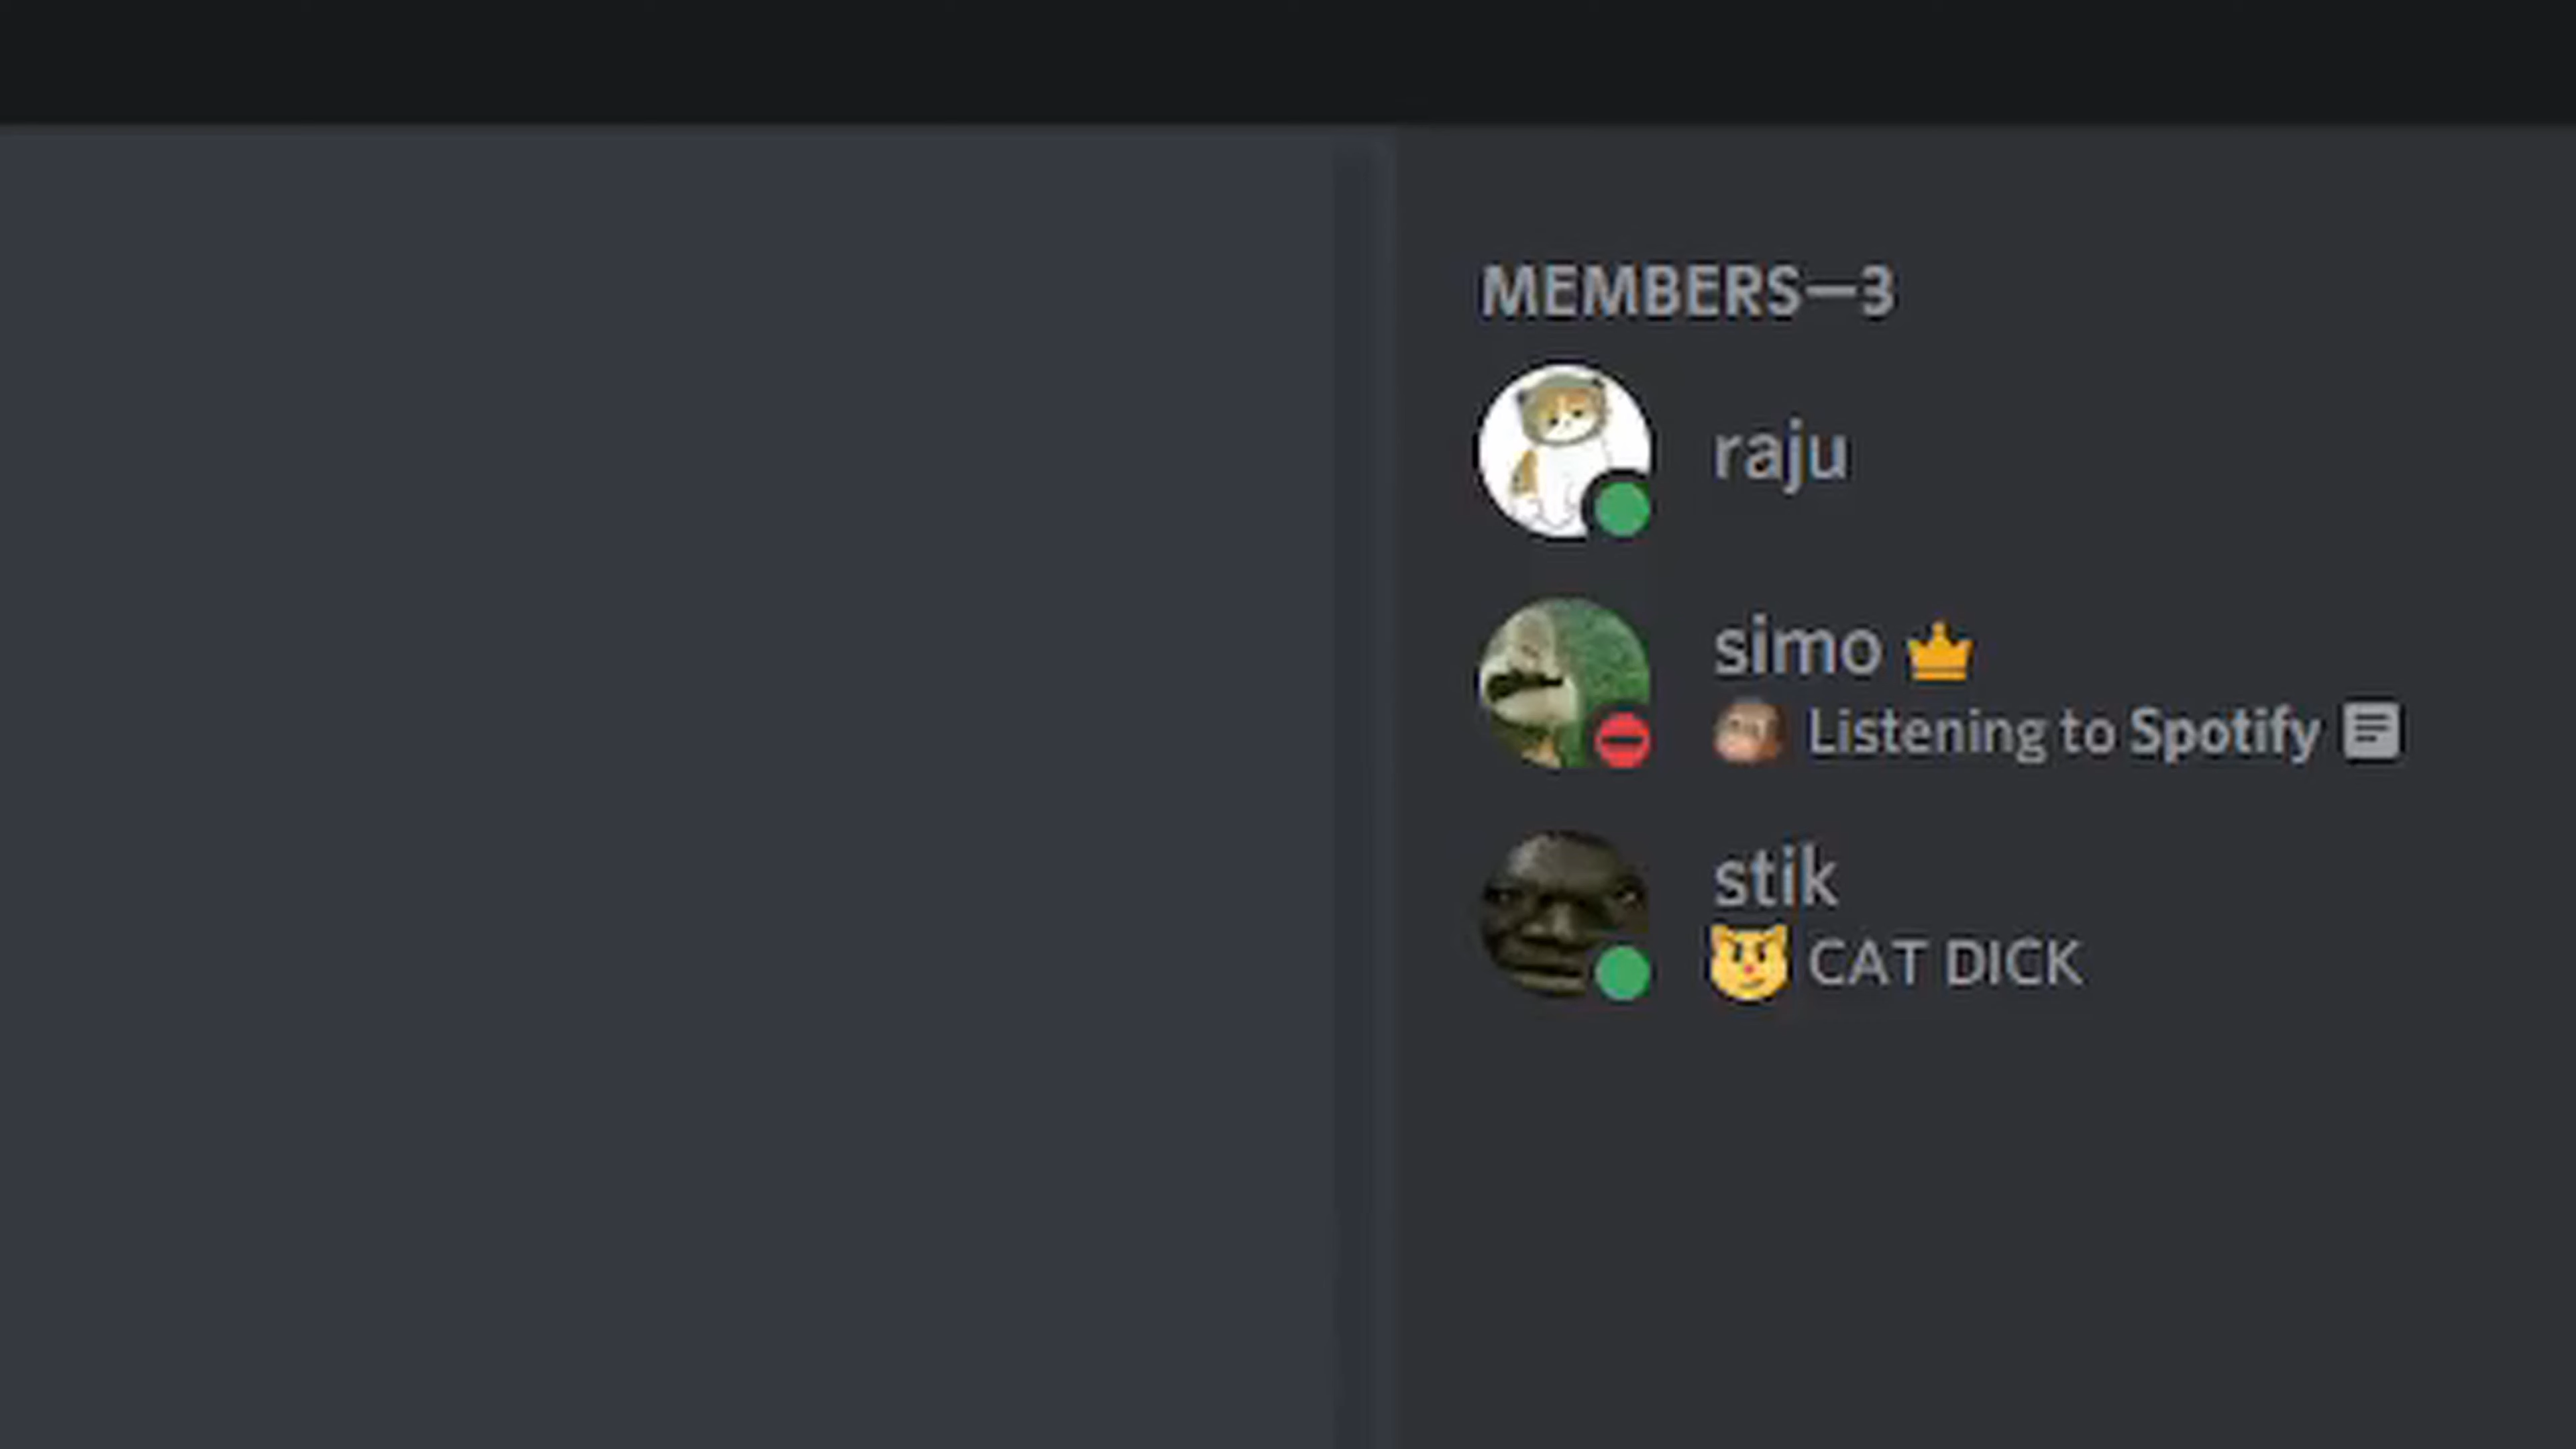 MEMBERS—3
raju
simo
Listening to Spotify
stik
CAT DICK